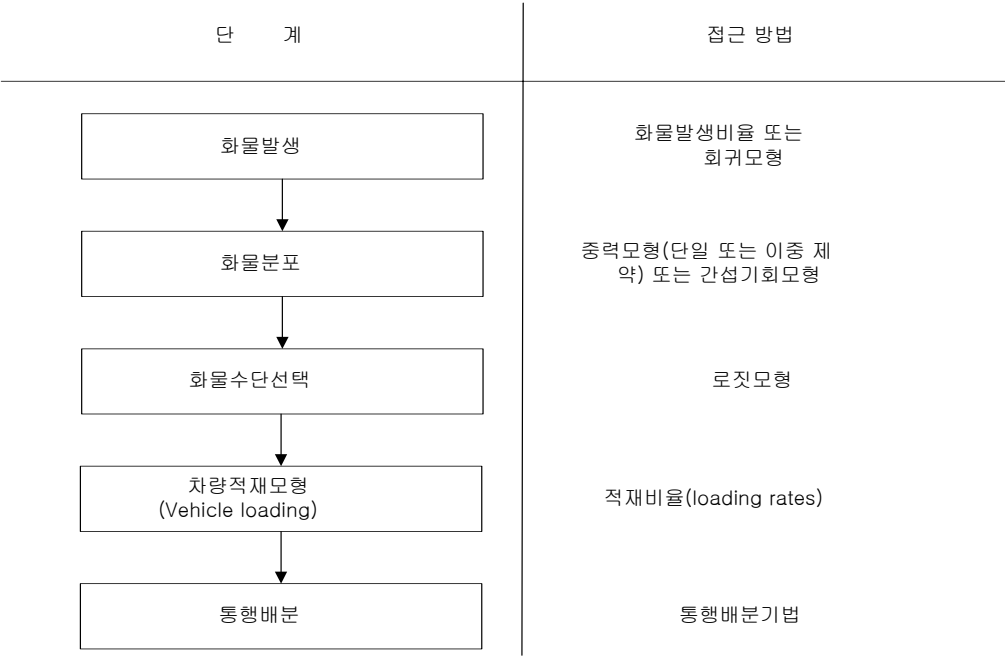 단 계
접근 방법
화물발생
화물발생비율 또는
회귀모형
화물분포
중력모형(단일 또는 이중 제
약) 또는 간섭기회모형
화물수단선택
로짓모형
차량적재모형
(Vehicle loading)
적재비율(loading rates)
통행배분
통행배분기법